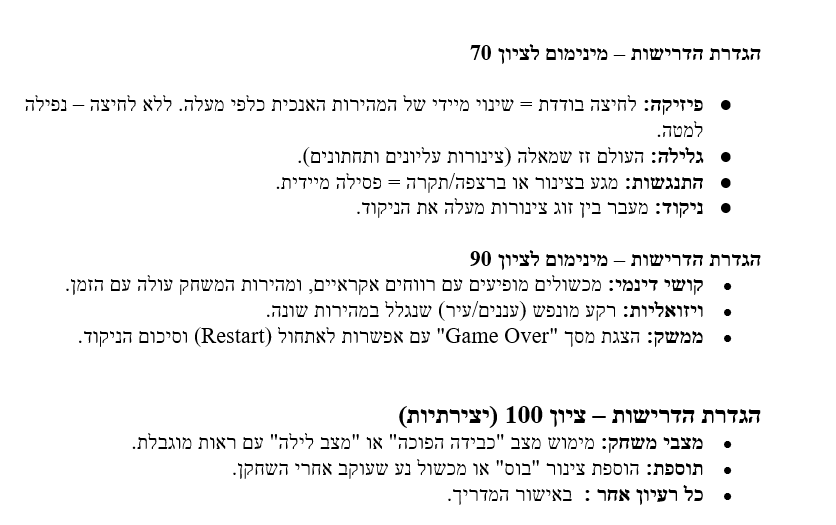 הגדרת הדרישות – מינימום לציון 70
● פיזיקה: לחיצה בודדת = שינוי מיידי של המהירות האנכית כלפי מעלה. ללא לחיצה – נפילה
למטה.
● גלילה: העולם זז שמאלה (צינורות עליונים ותחתונים).
● התנגשות: מגע בצינור או ברצפה/תקרה = פסילה מיידית.
● ניקוד: מעבר בין זוג צינורות מעלה את הניקוד.
הגדרת הדרישות – מינימום לציון 90
• קושי דינמי: מכשולים מופיעים עם רווחים אקראיים, ומהירות המשחק עולה עם הזמן.
• ויזואליות: רקע מונפש (עננים/עיר) שנגלל במהירות שונה.
• ממשק: הצגת מסך "Game Over" עם אפשרות לאתחול (Restart) וסיכום הניקוד.
הגדרת הדרישות – ציון 100 (יצירתיות)
• מצבי משחק: מימוש מצב "כבידה הפוכה" או "מצב לילה" עם ראות מוגבלת.
• תוספת: הוספת צינור "בוס" או מכשול נע שעוקב אחרי השחקן.
• כל רעיון אחר : באישור המדריך.